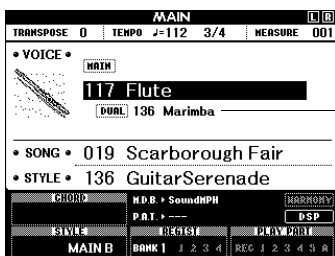 MAIN L R
TRANSPOSE 0 TEMPO ♩=112 3/4 MEASURE 001
• VOICE •
MAIN
117 Flute
DUAL 136 Marimba
• SONG • 019 Scarborough Fair
• STYLE • 136 GuitarSerenade
CHORD M.D.B. ▸ SoundMPH HARMONY
P.A.T. ▸ --- DSP
STYLE REGIST PLAY PART
MAIN B BANK 1 1 2 3 4 REC 1 2 3 4 5 A